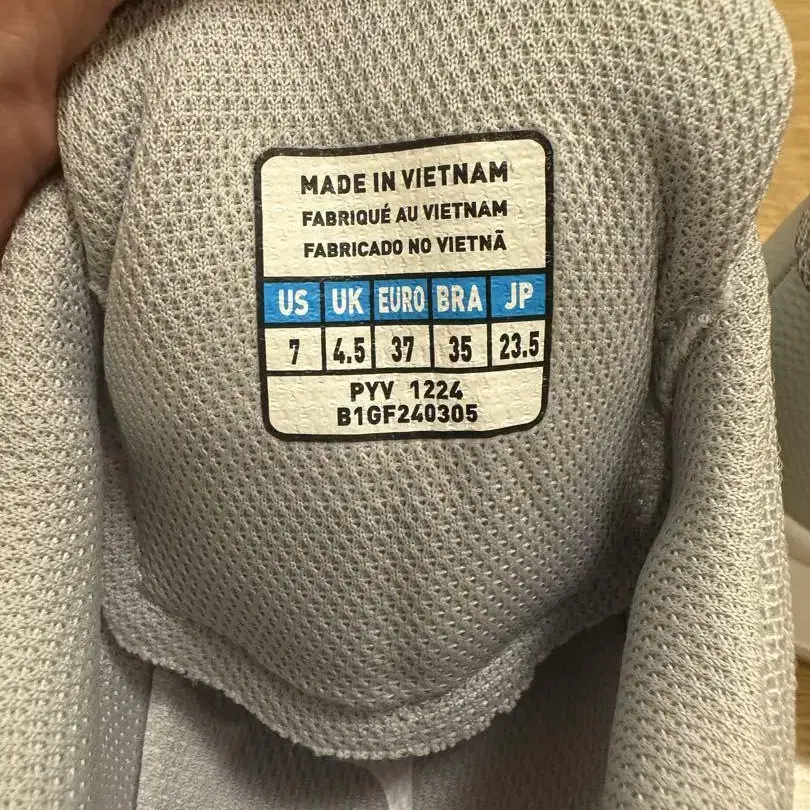 MADE IN VIETNAM
FABRIQUÉ AU VIETNAM
FABRICADO NO VIETNÃ
US UK EURO BRA JP
7 4.5 37 35 23.5
PYV 1224
B1GF240305